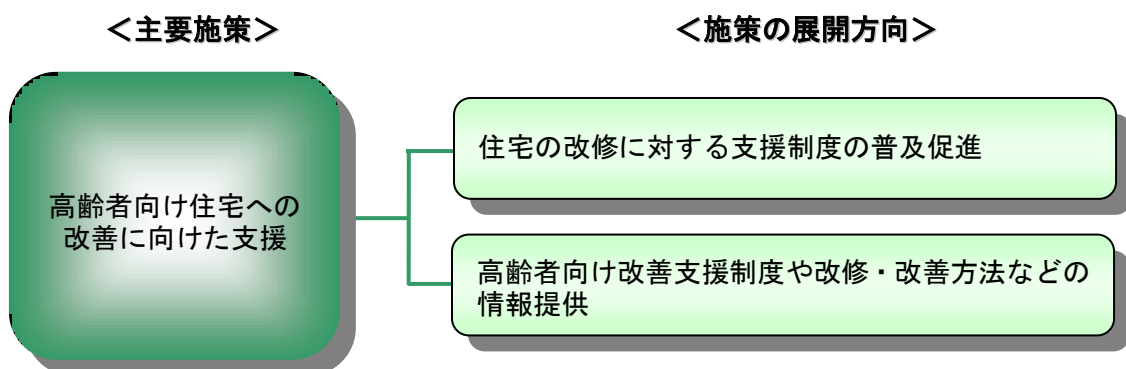 ＜主要施策＞
＜施策の展開方向＞
高齢者向け住宅への
改善に向けた支援
住宅の改修に対する支援制度の普及促進
高齢者向け改善支援制度や改修・改善方法などの
情報提供